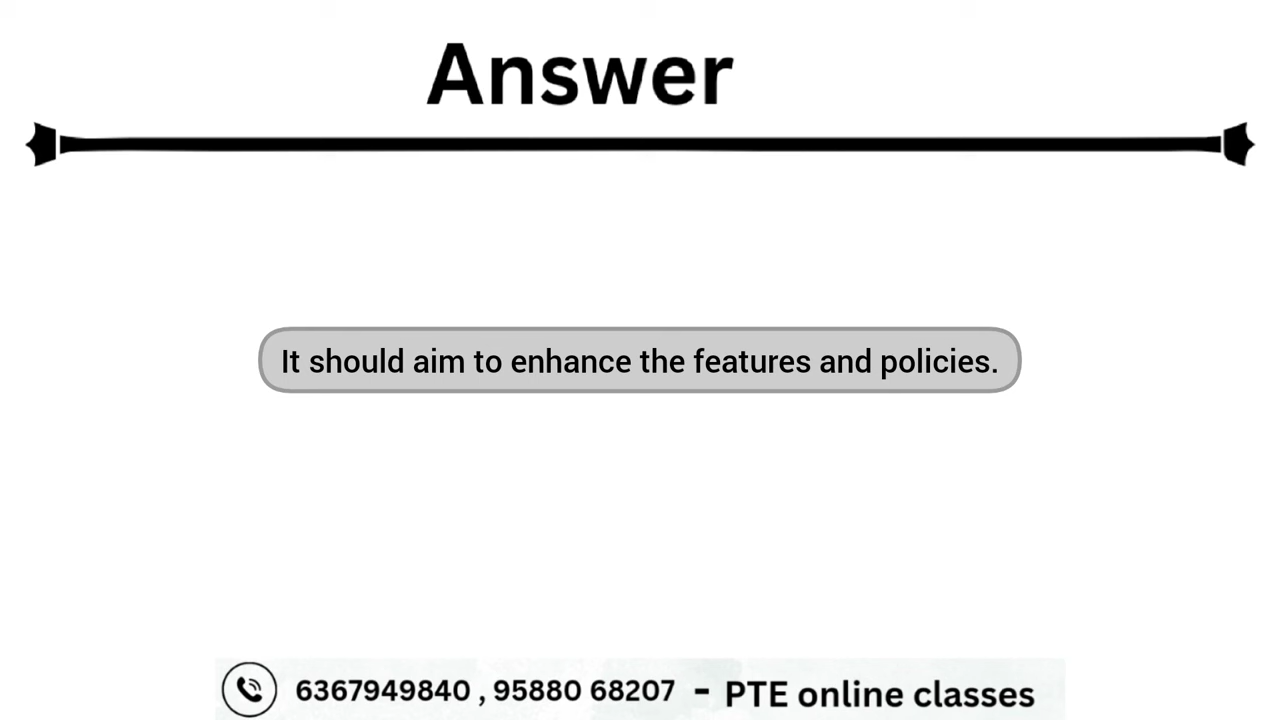 Answer
It should aim to enhance the features and policies.
6367949840 , 95880 68207 - PTE online classes